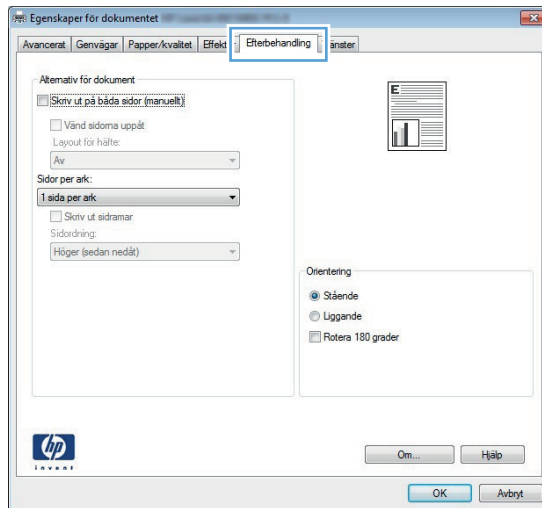 Egenskaper för dokumentet
Avancerat Genvägar Papper/kvalitet Effekt Efterbehandling änster
Alternativ för dokument
Skriv ut på båda sidor (manuellt)
Vänd sidorna uppåt
Layout för häfte:
Av
Sidor per ark:
1 sida per ark
Skriv ut sidramar
Sidordning:
Höger (sedan nedåt)
E
Orientering
Stående
Liggande
Rotera 180 grader
hp
invent
Om... Hjälp
OK Avbryt